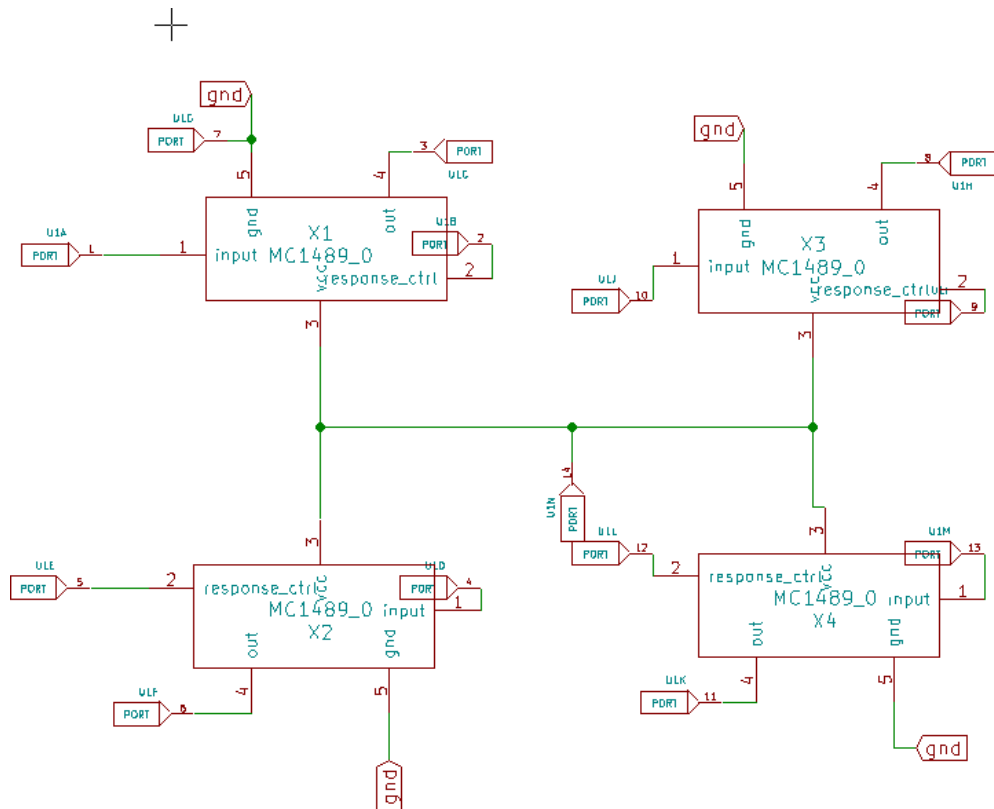 gnd
U1G
PORT
7
3
PORT
U1C
5
4
gnd
out
U1A
PORT
1
1
input
X1
MC1489_0
U1B
PORT
2
response_ctrl
2
vcc
3
gnd
8
PORT
U1H
5
4
gnd
out
X3
MC1489_0
1
input
U1J
PORT
10
response_ctrl
2
vcc
PORT
9
3
14
U1N
PORT
U1L
PORT
12
3
2
response_ctrl
vcc
MC1489_0
X4
U1M
PORT
13
input
1
out
gnd
4
5
U1K
PORT
11
gnd
3
U1E
PORT
5
2
response_ctrl
vcc
MC1489_0
X2
U1D
PORT
4
input
1
out
gnd
4
5
U1F
PORT
6
gnd